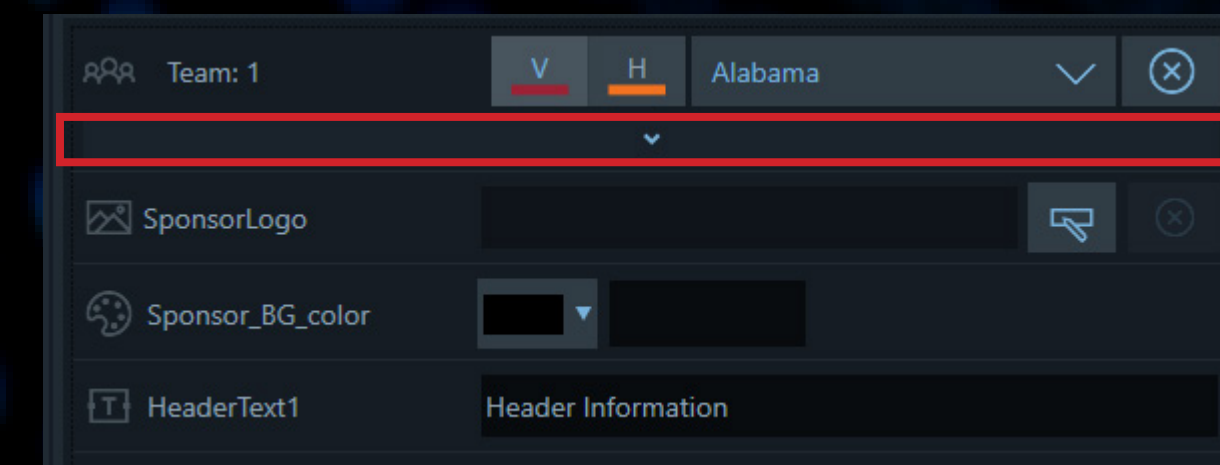 Team: 1 V H Alabama
SponsorLogo
Sponsor_BG_color
T HeaderText1 Header Information